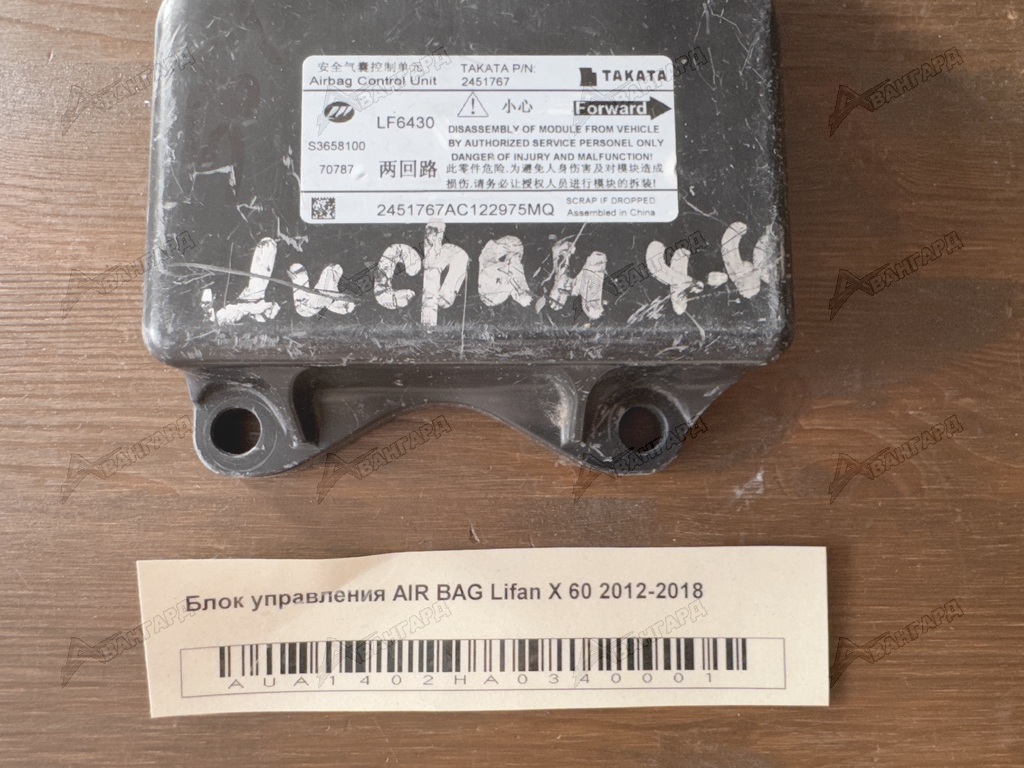 安全气囊控制单元 TAKATA P/N:
Airbag Control Unit 2451767
TAKATA
小心 Forward
LF6430
S3658100
70787 两回路
DISASSEMBLY OF MODULE FROM VEHICLE
BY AUTHORIZED SERVICE PERSONEL ONLY
DANGER OF INJURY AND MALFUNCTION!
此零件危险,为避免人身伤害及对模块造成
损伤,请务必让授权人员进行模块的拆装!
2451767AC122975MQ
SCRAP IF DROPPED
Assembled in China
Лифан
Блок управления AIR BAG Lifan X 60 2012-2018
AUA1402HA0340001
АВАНГАРД